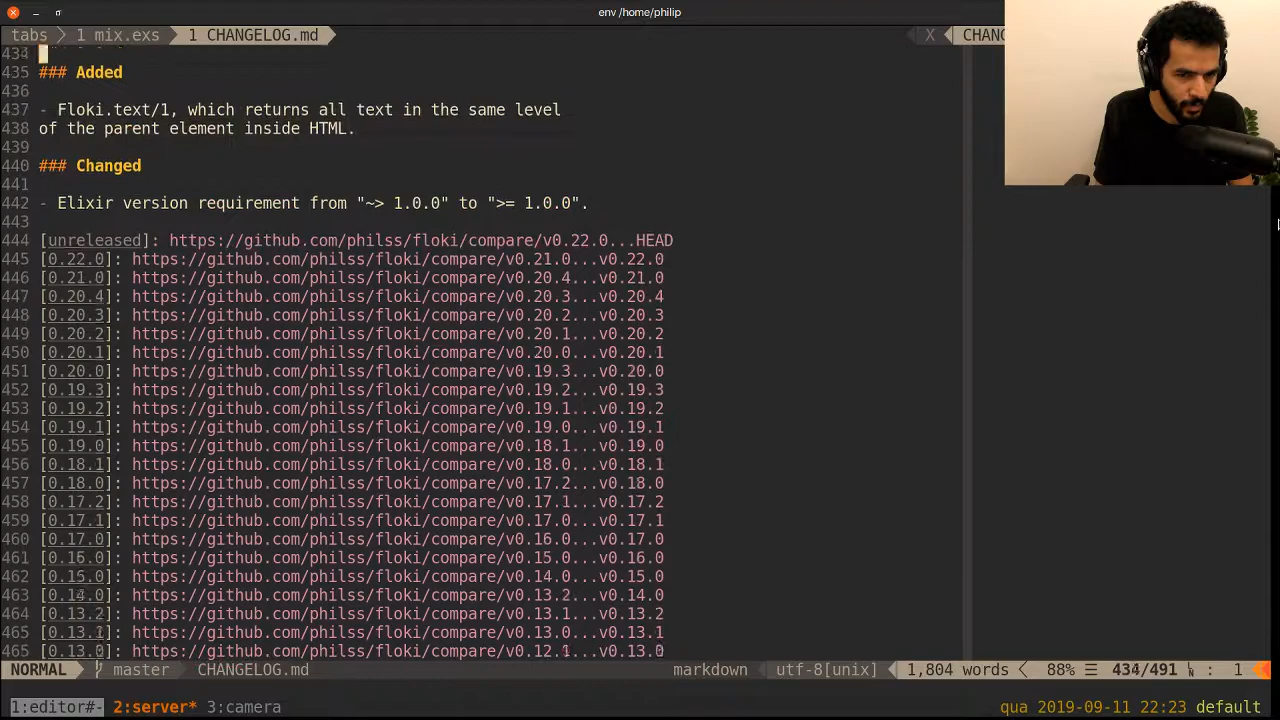 env /home/philip
tabs 1 mix.exs 1 CHANGELOG.md X CHANG
434
435 ### Added
436
437 - Floki.text/1, which returns all text in the same level
438 of the parent element inside HTML.
439
440 ### Changed
441
442 - Elixir version requirement from "~> 1.0.0" to ">= 1.0.0".
443
444 [unreleased]: https://github.com/philss/floki/compare/v0.22.0...HEAD
445 [0.22.0]: https://github.com/philss/floki/compare/v0.21.0...v0.22.0
446 [0.21.0]: https://github.com/philss/floki/compare/v0.20.4...v0.21.0
447 [0.20.4]: https://github.com/philss/floki/compare/v0.20.3...v0.20.4
448 [0.20.3]: https://github.com/philss/floki/compare/v0.20.2...v0.20.3
449 [0.20.2]: https://github.com/philss/floki/compare/v0.20.1...v0.20.2
450 [0.20.1]: https://github.com/philss/floki/compare/v0.20.0...v0.20.1
451 [0.20.0]: https://github.com/philss/floki/compare/v0.19.3...v0.20.0
452 [0.19.3]: https://github.com/philss/floki/compare/v0.19.2...v0.19.3
453 [0.19.2]: https://github.com/philss/floki/compare/v0.19.1...v0.19.2
454 [0.19.1]: https://github.com/philss/floki/compare/v0.19.0...v0.19.1
455 [0.19.0]: https://github.com/philss/floki/compare/v0.18.1...v0.19.0
456 [0.18.1]: https://github.com/philss/floki/compare/v0.18.0...v0.18.1
457 [0.18.0]: https://github.com/philss/floki/compare/v0.17.2...v0.18.0
458 [0.17.2]: https://github.com/philss/floki/compare/v0.17.1...v0.17.2
459 [0.17.1]: https://github.com/philss/floki/compare/v0.17.0...v0.17.1
460 [0.17.0]: https://github.com/philss/floki/compare/v0.16.0...v0.17.0
461 [0.16.0]: https://github.com/philss/floki/compare/v0.15.0...v0.16.0
462 [0.15.0]: https://github.com/philss/floki/compare/v0.14.0...v0.15.0
463 [0.14.0]: https://github.com/philss/floki/compare/v0.13.2...v0.14.0
464 [0.13.2]: https://github.com/philss/floki/compare/v0.13.1...v0.13.2
465 [0.13.1]: https://github.com/philss/floki/compare/v0.13.0...v0.13.1
465 [0.13.0]: https://github.com/philss/floki/compare/v0.12.1...v0.13.0
NORMAL master CHANGELOG.md markdown utf-8[unix] 1,804 words 88% ☰ 434/491 : 1
1:editor#- 2:server* 3:camera qua 2019-09-11 22:23 default